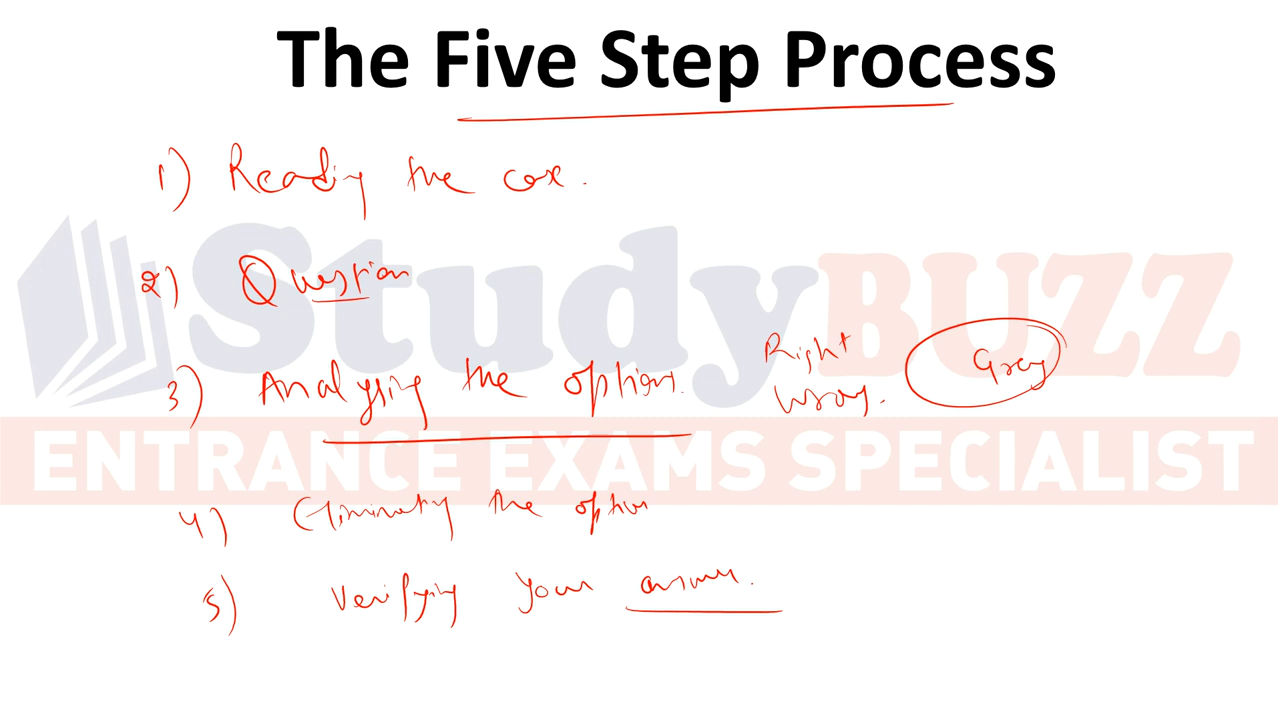 The Five Step Process
1) Reading the case.
2) Question
3) Analysing the options.
Right
Wrong.
Grey
StudyBUZZ
ENTRANCE EXAMS SPECIALIST
4) Eliminating the option
5) Verifying your answer.